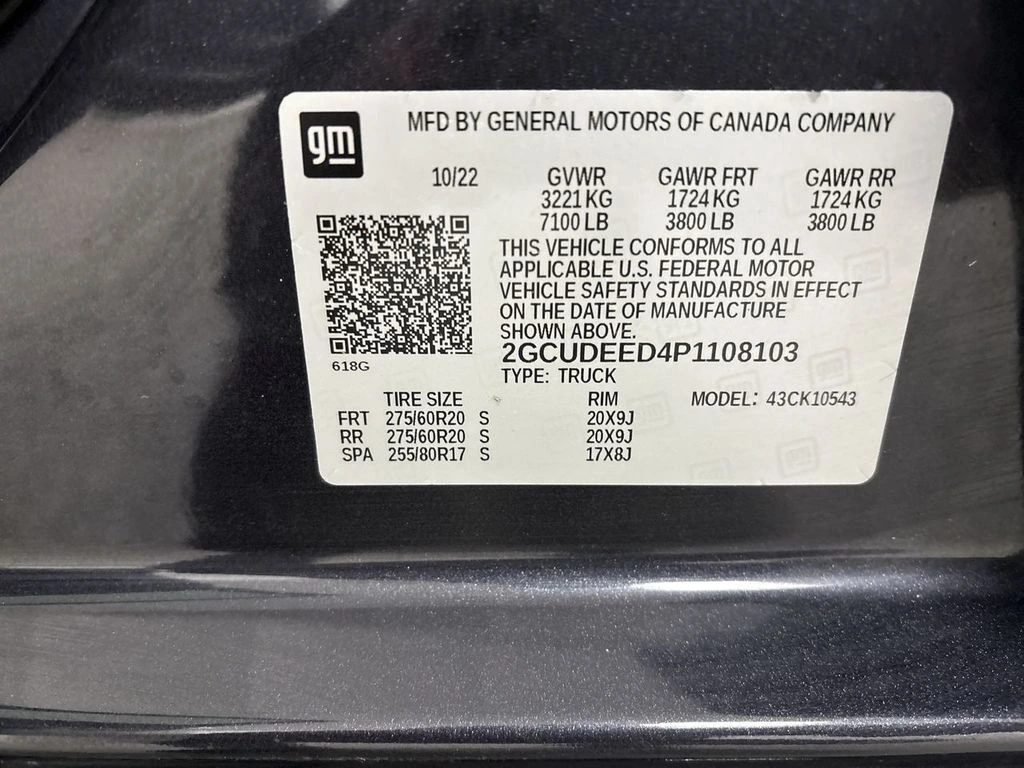 gm
MFD BY GENERAL MOTORS OF CANADA COMPANY
10/22 GVWR GAWR FRT GAWR RR
3221 KG 1724 KG 1724 KG
7100 LB 3800 LB 3800 LB
THIS VEHICLE CONFORMS TO ALL
APPLICABLE U.S. FEDERAL MOTOR
VEHICLE SAFETY STANDARDS IN EFFECT
ON THE DATE OF MANUFACTURE
SHOWN ABOVE.
2GCUDEED4P1108103
618G
TYPE: TRUCK
TIRE SIZE RIM MODEL: 43CK10543
FRT 275/60R20 S 20X9J
RR 275/60R20 S 20X9J
SPA 255/80R17 S 17X8J